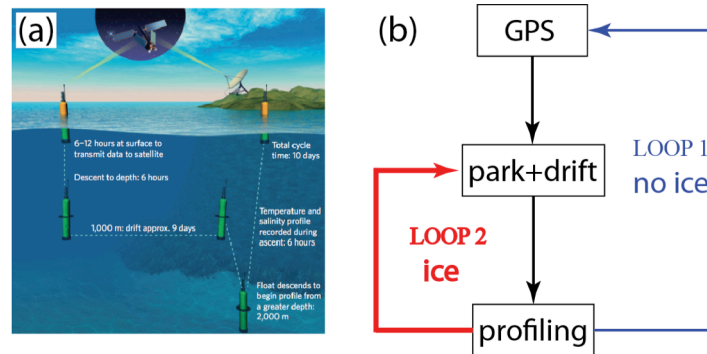 (a)
6–12 hours at surface to
transmit data to satellite
Descent to depth: 6 hours
1,000 m: drift approx. 9 days
Total cycle
time: 10 days
Temperature and
salinity profile
recorded during
ascent: 6 hours
Float descends to
begin profile from
a greater depth:
2,000 m
(b)
GPS
park+drift
profiling
LOOP 1
no ice
LOOP 2
ice